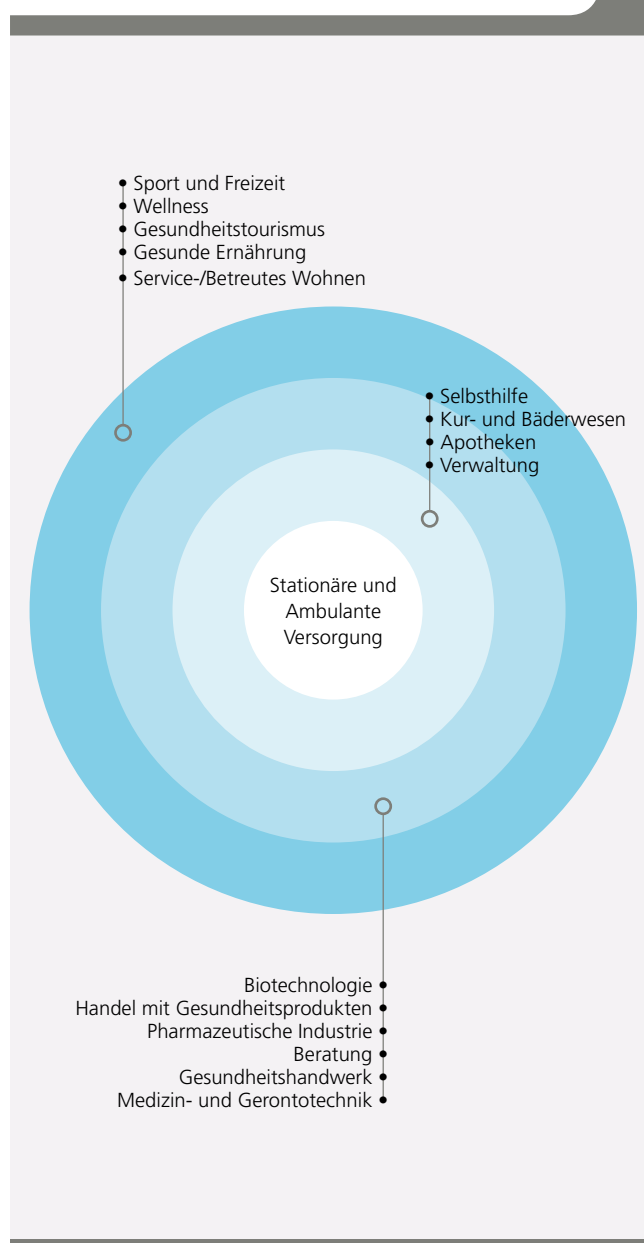 Sport und Freizeit
Wellness
Gesundheitstourismus
Gesunde Ernährung
Service-/Betreutes Wohnen
Selbsthilfe
Kur- und Bäderwesen
Apotheken
Verwaltung
Stationäre und
Ambulante
Versorgung
Biotechnologie
Handel mit Gesundheitsprodukten
Pharmazeutische Industrie
Beratung
Gesundheitshandwerk
Medizin- und Gerontotechnik